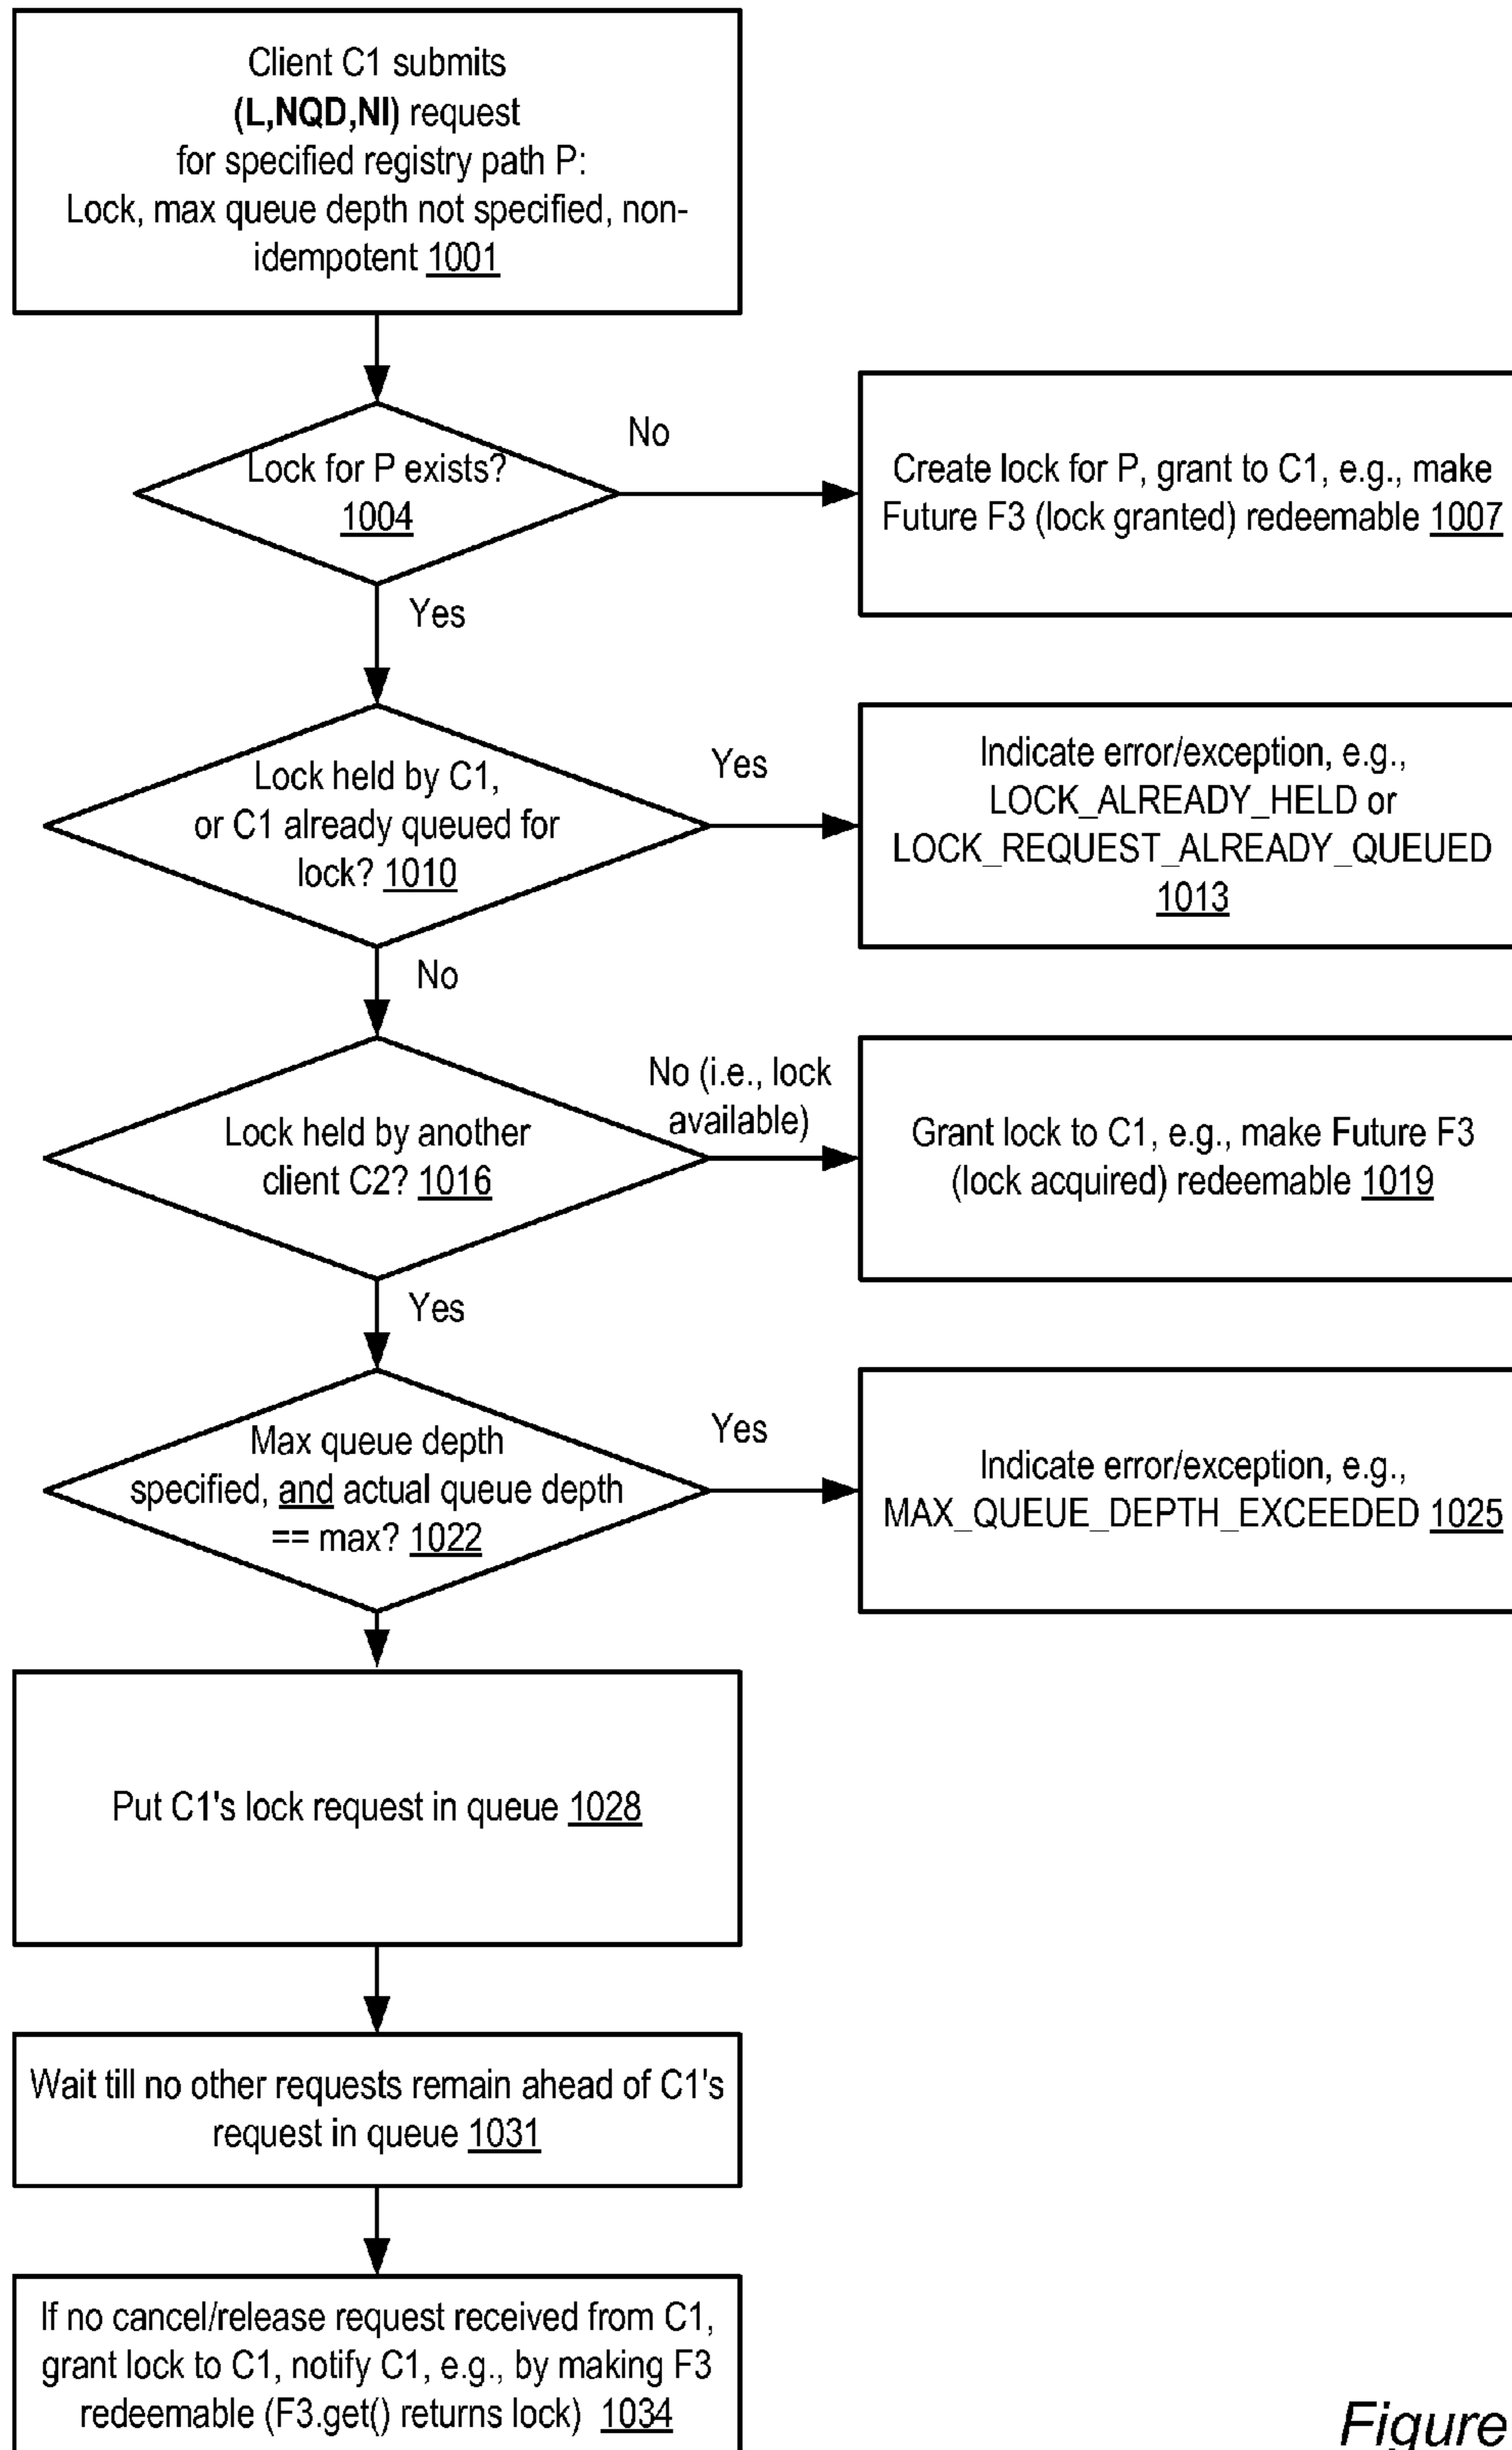 Client C1 submits
(L,NQD,NI) request
for specified registry path P:
Lock, max queue depth not specified, non-
idempotent 1001
No
Lock for P exists?
1004
Create lock for P, grant to C1, e.g., make
Future F3 (lock granted) redeemable 1007
Yes
Lock held by C1,
or C1 already queued for
lock? 1010
Yes
Indicate error/exception, e.g.,
LOCK_ALREADY_HELD or
LOCK_REQUEST_ALREADY_QUEUED
1013
No
No (i.e., lock
available)
Lock held by another
client C2? 1016
Grant lock to C1, e.g., make Future F3
(lock acquired) redeemable 1019
Yes
Max queue depth
specified, and actual queue depth
== max? 1022
Yes
Indicate error/exception, e.g.,
MAX_QUEUE_DEPTH_EXCEEDED 1025
Put C1's lock request in queue 1028
Wait till no other requests remain ahead of C1's
request in queue 1031
If no cancel/release request received from C1,
grant lock to C1, notify C1, e.g., by making F3
redeemable (F3.get() returns lock) 1034
Figure